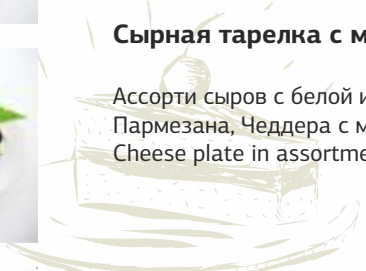 Сырная тарелка с м
Ассорти сыров с белой и
Пармезана, Чеддера с м
Cheese plate in assortme